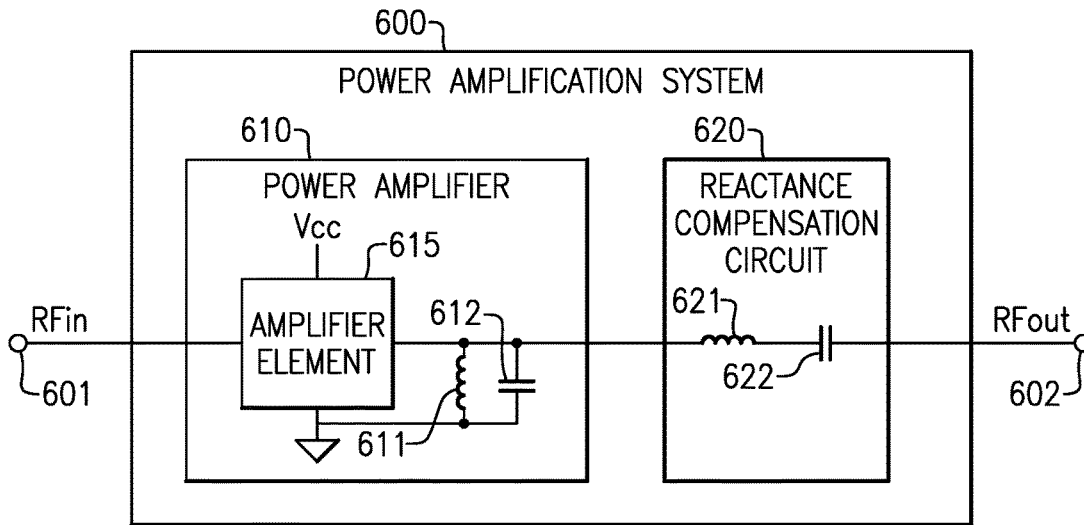 600
POWER AMPLIFICATION SYSTEM
610
POWER AMPLIFIER
Vcc
615
AMPLIFIER
ELEMENT
612
611
620
REACTANCE
COMPENSATION
CIRCUIT
621
622
RFin
601
RFout
602